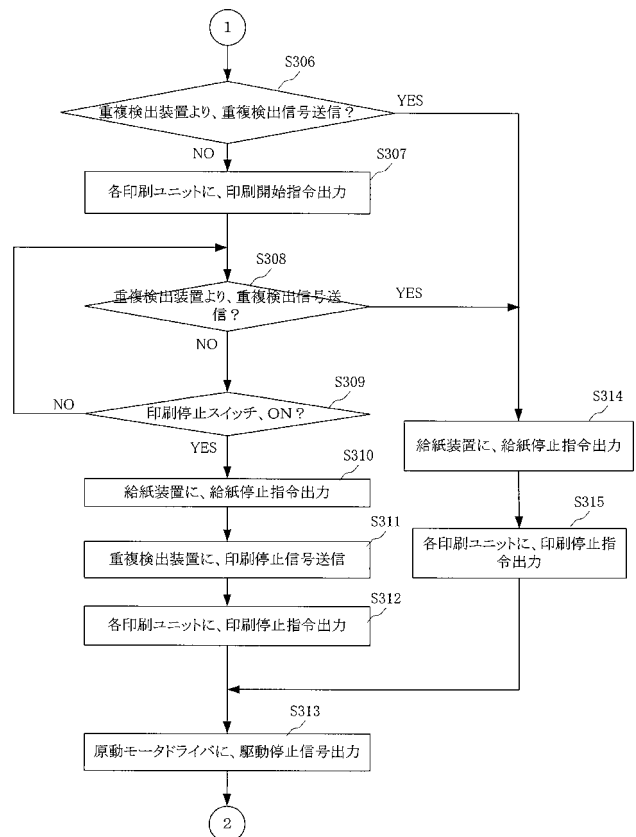 1
S306
重複検出装置より、重複検出信号送信?
YES
NO
S307
各印刷ユニットに、印刷開始指令出力
S308
重複検出装置より、重複検出信号送
信?
YES
NO
S309
印刷停止スイッチ、ON?
NO
YES
S314
給紙装置に、給紙停止指令出力
S310
給紙装置に、給紙停止指令出力
S315
各印刷ユニットに、印刷停止指
令出力
S311
重複検出装置に、印刷停止信号送信
S312
各印刷ユニットに、印刷停止指令出力
S313
原動モータドライバに、駆動停止信号出力
2